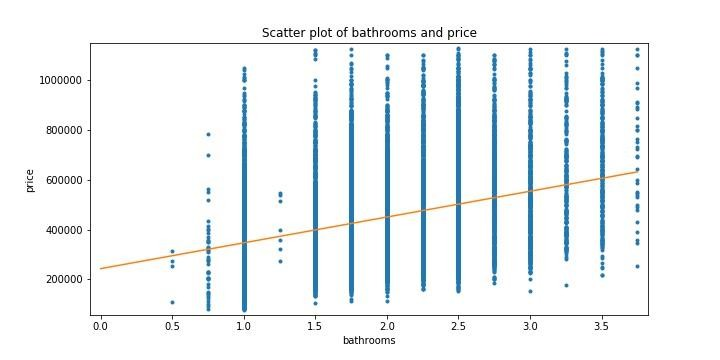 Scatter plot of bathrooms and price
1000000
800000
600000
400000
200000
price
0.0 0.5 1.0 1.5 2.0 2.5 3.0 3.5
bathrooms